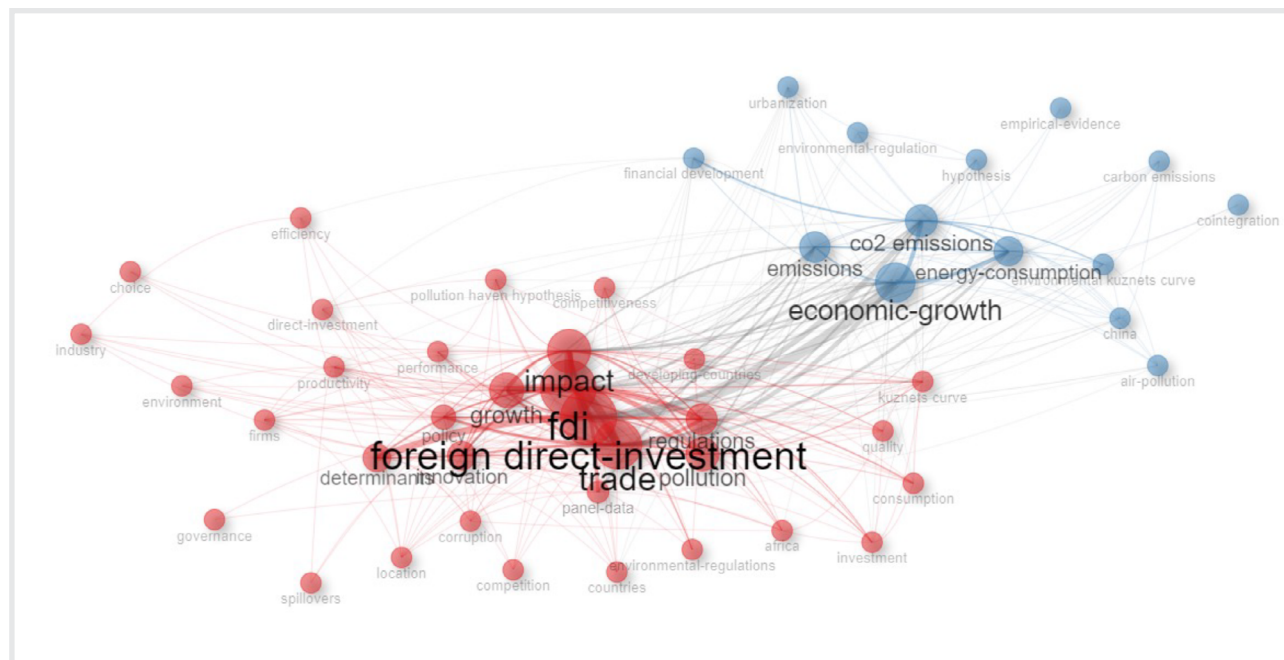 urbanization
empirical-evidence
environmental-regulation
financial development
hypothesis
carbon emissions
cointegration
efficiency
co2 emissions
emissions
energy-consumption
environmental kuznets curve
choice
pollution haven hypothesis
competitiveness
economic-growth
direct-investment
china
industry
performance
developing-countries
air-pollution
productivity
impact
environment
kuznets curve
growth
firms
policy
fdi
regulations
quality
foreign direct-investment
determinants
innovation
trade
pollution
consumption
panel-data
governance
corruption
africa
investment
location
competition
countries
environmental-regulations
spillovers